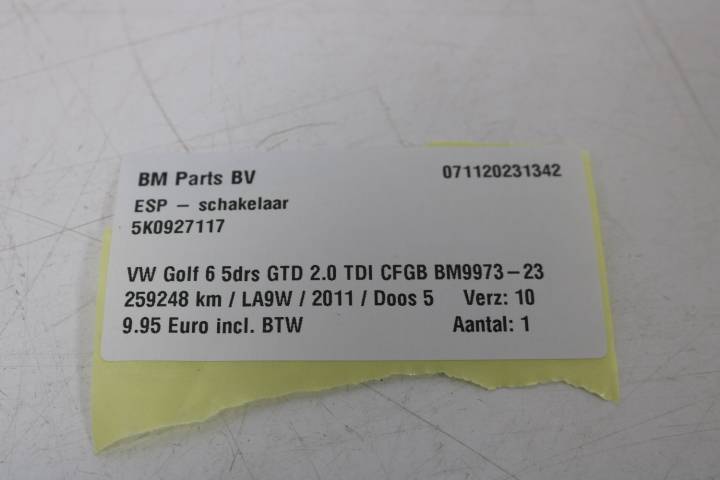 BM Parts BV 071120231342
ESP – schakelaar
5K0927117
VW Golf 6 5drs GTD 2.0 TDI CFGB BM9973–23
259248 km / LA9W / 2011 / Doos 5 Verz: 10
9.95 Euro incl. BTW Aantal: 1